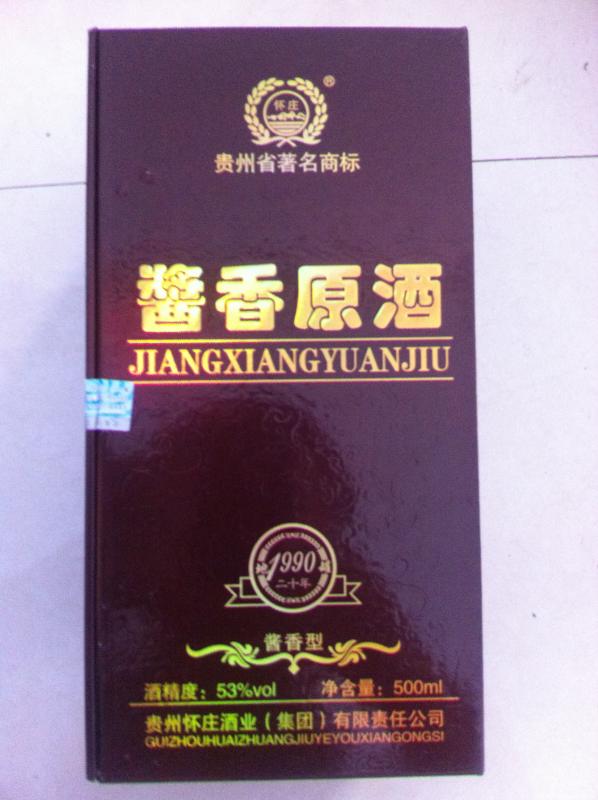 怀庄
®
贵州省著名商标
酱香原酒
JIANGXIANGYUANJIU
1990
二十年
酱香型
酒精度：53%vol 净含量：500ml
贵州怀庄酒业（集团）有限责任公司
GUIZHOUHUAIZHUANGJIUYEYOUXIANGONGSI